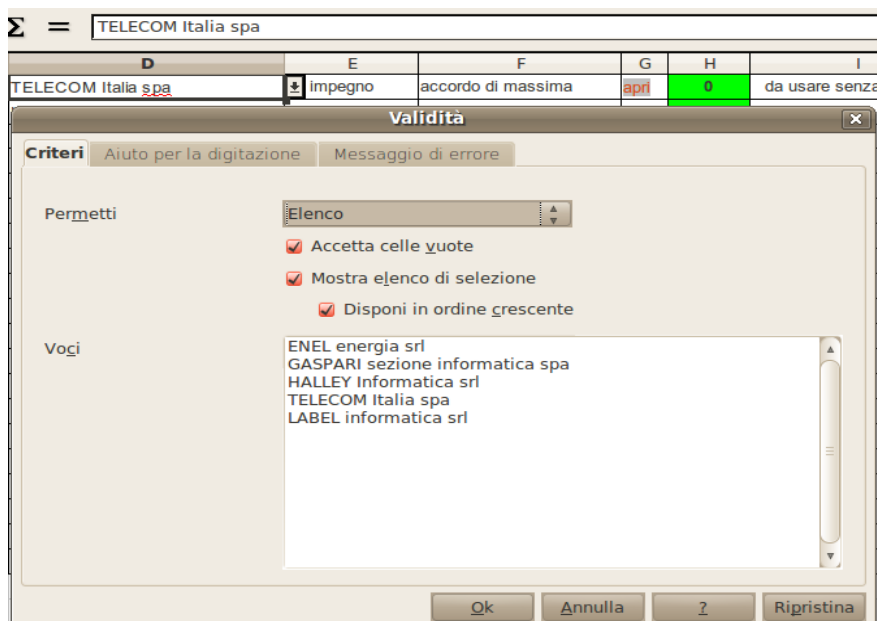 Σ = TELECOM Italia spa
D E F G H I
TELECOM Italia spa impegno accordo di massima apri 0 da usare senza
Validità
Criteri Aiuto per la digitazione Messaggio di errore
Permetti Elenco
Accetta celle vuote
Mostra elenco di selezione
Disponi in ordine crescente
Voci
ENEL energia srl
GASPARI sezione informatica spa
HALLEY Informatica srl
TELECOM Italia spa
LABEL informatica srl
Ok Annulla ? Ripristina